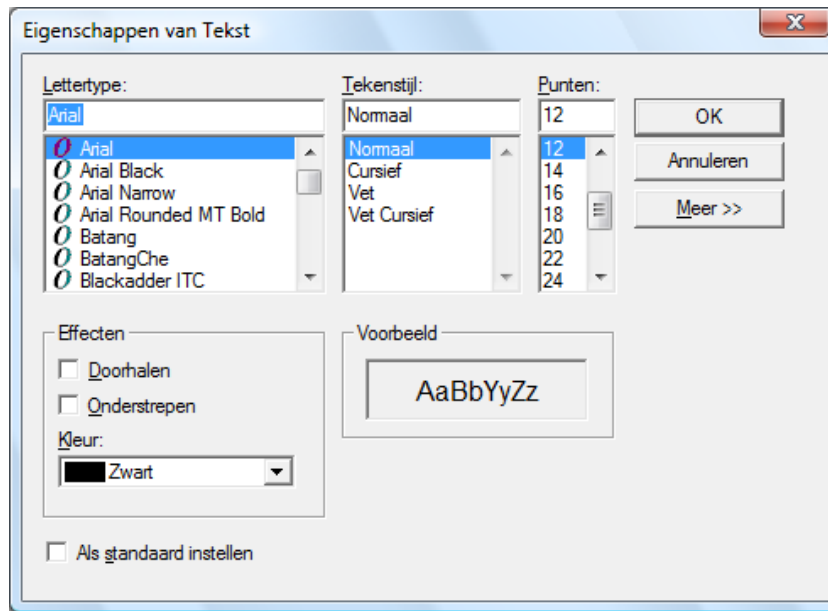 Eigenschappen van Tekst
Lettertype:
Tekenstijl:
Punten:
Arial
Normaal
12
OK
Arial
Arial Black
Arial Narrow
Arial Rounded MT Bold
Batang
BatangChe
Blackadder ITC
Normaal
Cursief
Vet
Vet Cursief
12
14
16
18
20
22
24
Annuleren
Meer >>
Effecten
Doorhalen
Onderstrepen
Kleur:
Zwart
Voorbeeld
AaBbYyZz
Als standaard instellen